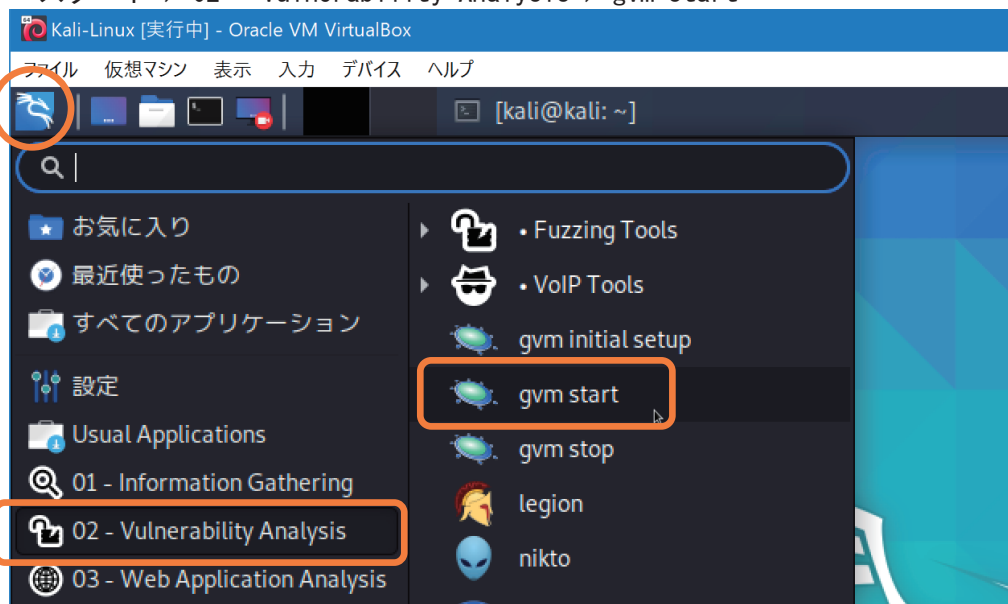 Kali-Linux [実行中] - Oracle VM VirtualBox
ファイル 仮想マシン 表示 入力 デバイス ヘルプ
[kali@kali: ~]
お気に入り
最近使ったもの
すべてのアプリケーション
設定
Usual Applications
01 - Information Gathering
02 - Vulnerability Analysis
03 - Web Application Analysis
• Fuzzing Tools
• VoIP Tools
gvm initial setup
gvm start
gvm stop
legion
nikto